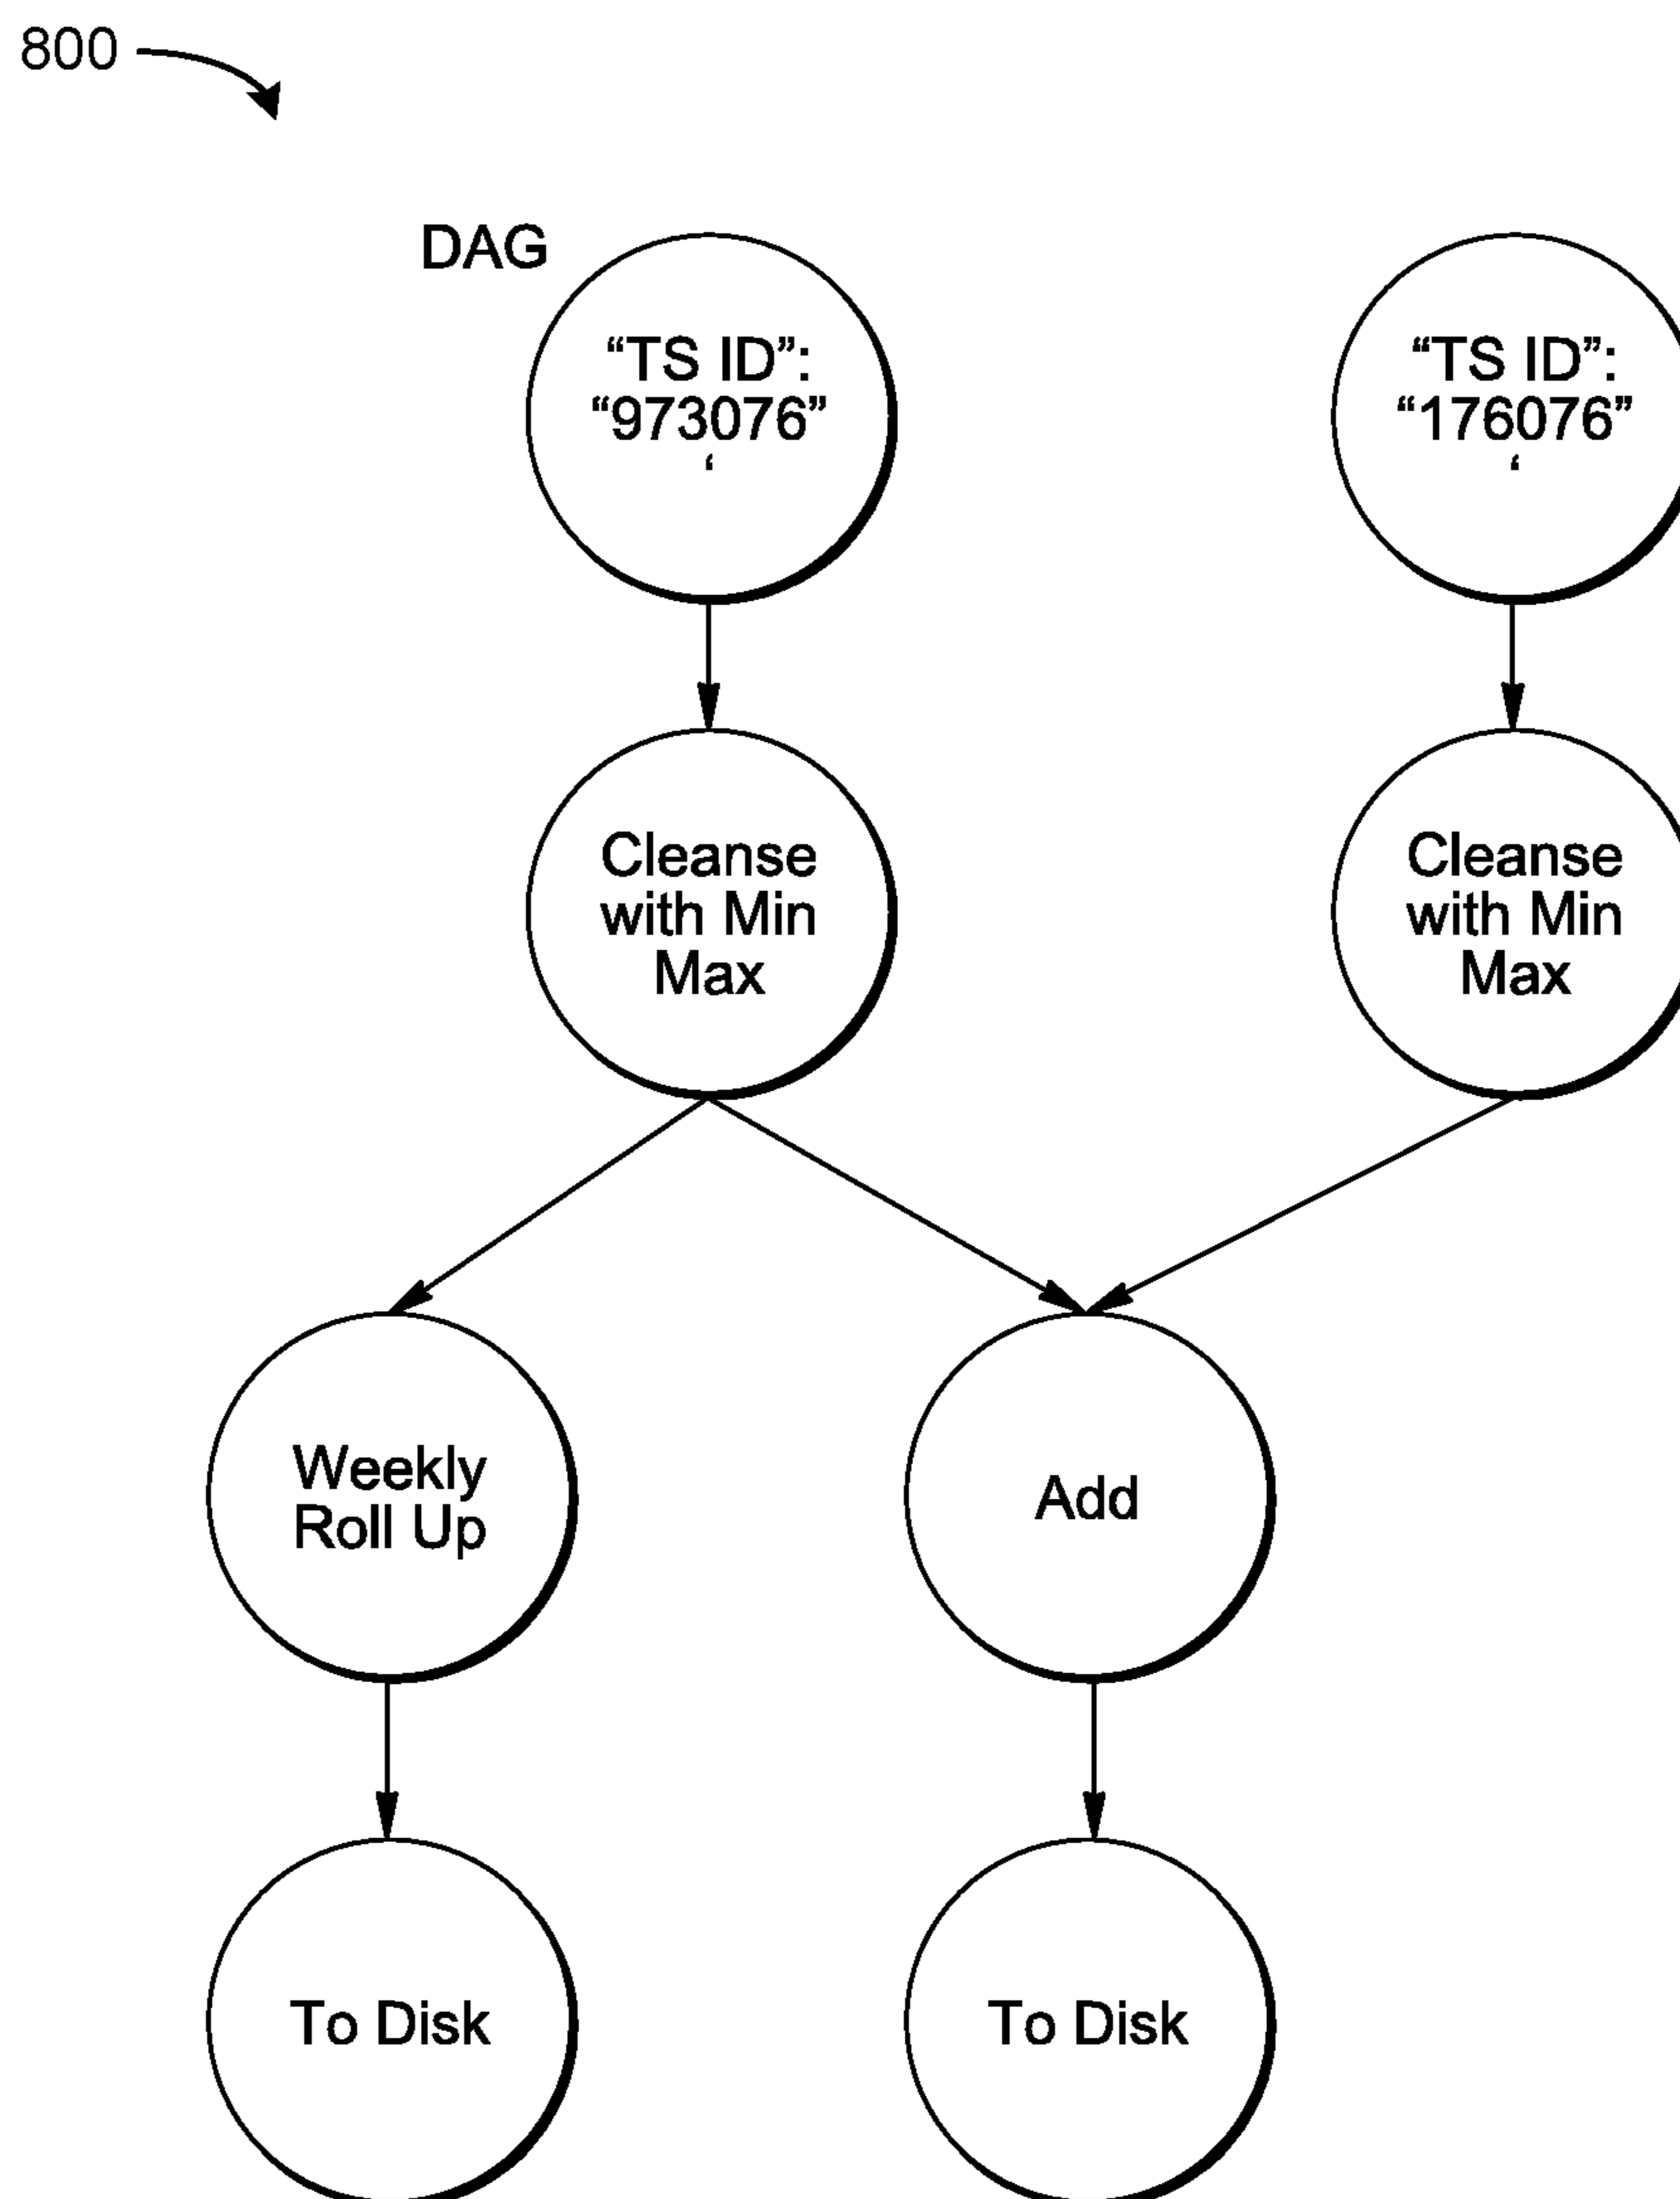 800
DAG
“TS ID”:
“973076”
‘
“TS ID”:
“176076”
‘
Cleanse
with Min
Max
Cleanse
with Min
Max
Weekly
Roll Up
Add
To Disk
To Disk